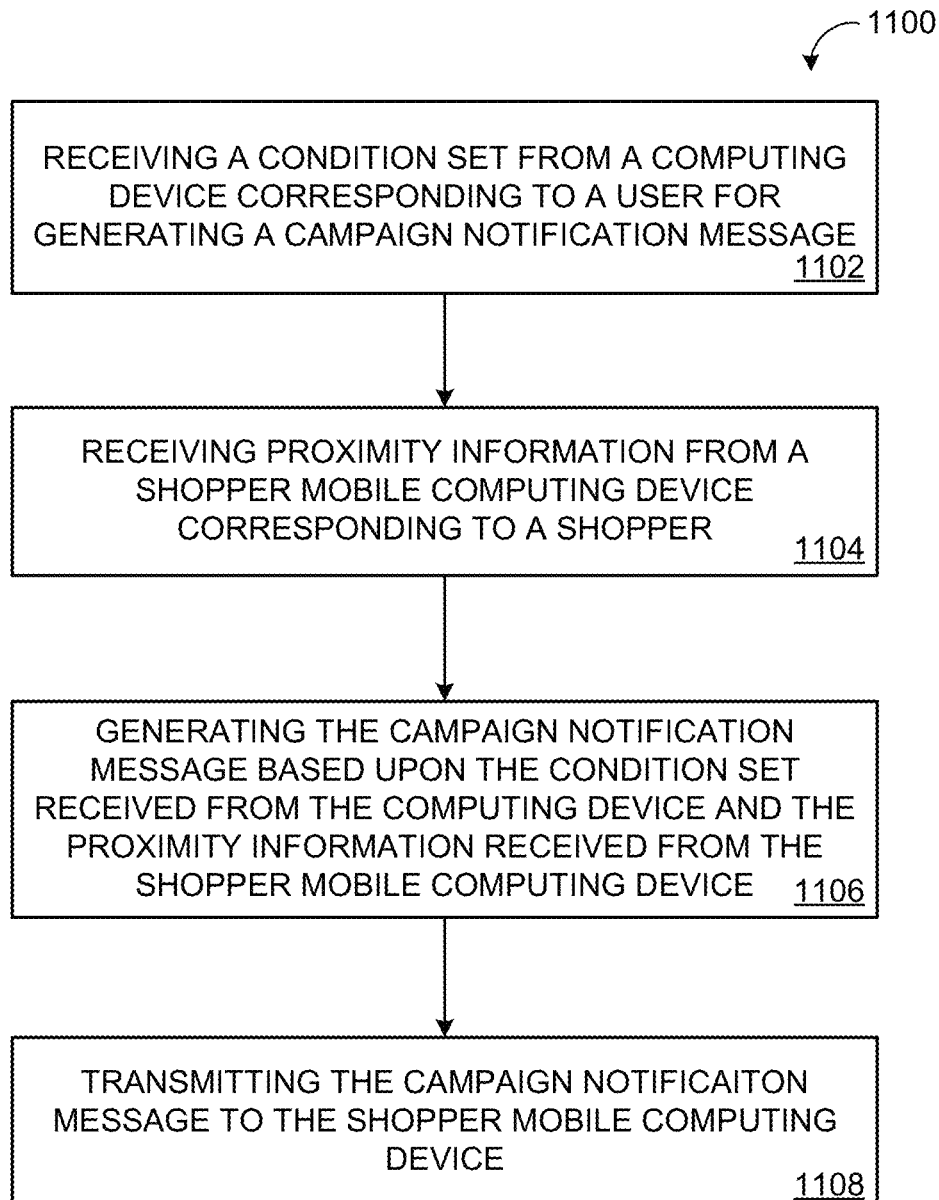 1100
RECEIVING A CONDITION SET FROM A COMPUTING
DEVICE CORRESPONDING TO A USER FOR
GENERATING A CAMPAIGN NOTIFICATION MESSAGE
1102
RECEIVING PROXIMITY INFORMATION FROM A
SHOPPER MOBILE COMPUTING DEVICE
CORRESPONDING TO A SHOPPER
1104
GENERATING THE CAMPAIGN NOTIFICATION
MESSAGE BASED UPON THE CONDITION SET
RECEIVED FROM THE COMPUTING DEVICE AND THE
PROXIMITY INFORMATION RECEIVED FROM THE
SHOPPER MOBILE COMPUTING DEVICE
1106
TRANSMITTING THE CAMPAIGN NOTIFICAITON
MESSAGE TO THE SHOPPER MOBILE COMPUTING
DEVICE
1108